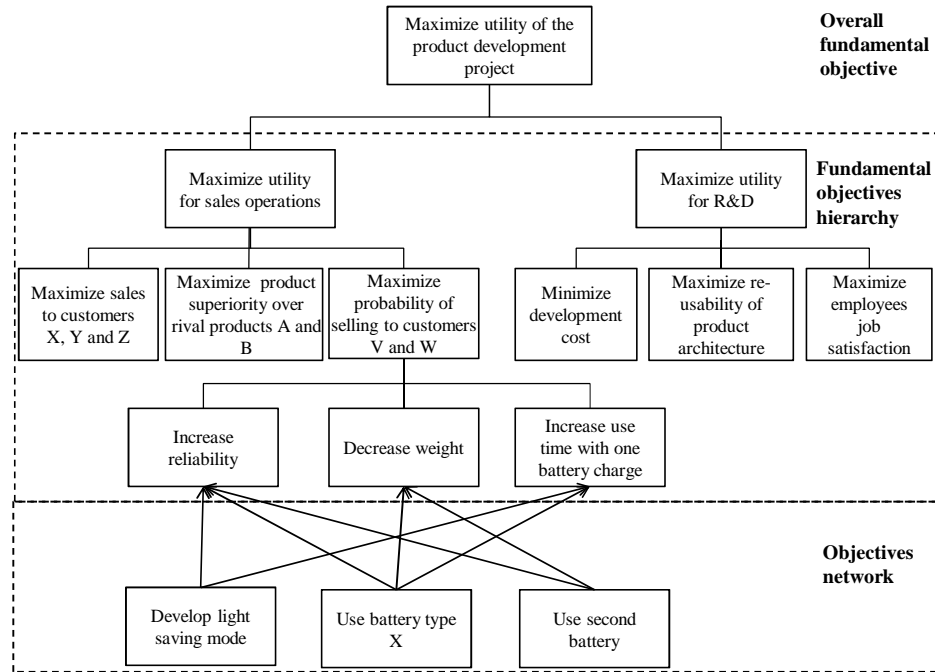 Maximize utility of the
product development
project
Overall
fundamental
objective
Maximize utility
for sales operations
Maximize utility
for R&D
Fundamental
objectives
hierarchy
Maximize sales
to customers
X, Y and Z
Maximize product
superiority over
rival products A and
B
Maximize
probability of
selling to customers
V and W
Minimize
development
cost
Maximize re-
usability of
product
architecture
Maximize
employees
job
satisfaction
Increase
reliability
Decrease weight
Increase use
time with one
battery charge
Objectives
network
Develop light
saving mode
Use battery type
X
Use second
battery